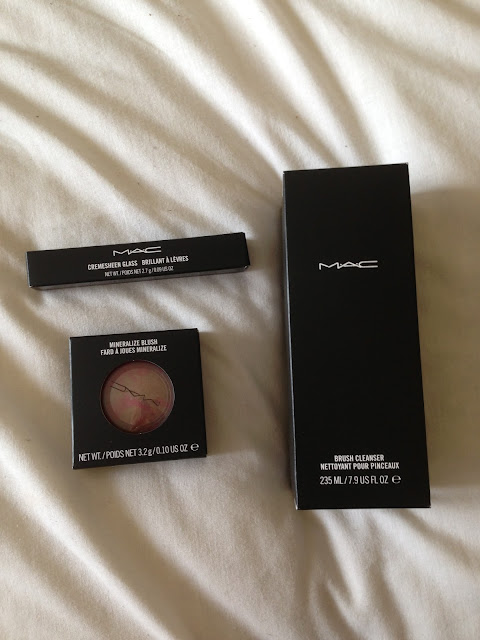 MAC
CREMESHEEN GLASS BRILLANT À LÈVRES
NET WT./POIDS NET 2.7 g / 0.09 US OZ
MAC
BRUSH CLEANSER
NETTOYANT POUR PINCEAUX
235 ML / 7.9 US FL OZ ℮
MINERALIZE BLUSH
FARD À JOUES MINERALIZE
MAC
NET WT. / POIDS NET 3.2g / 0.10 US OZ ℮